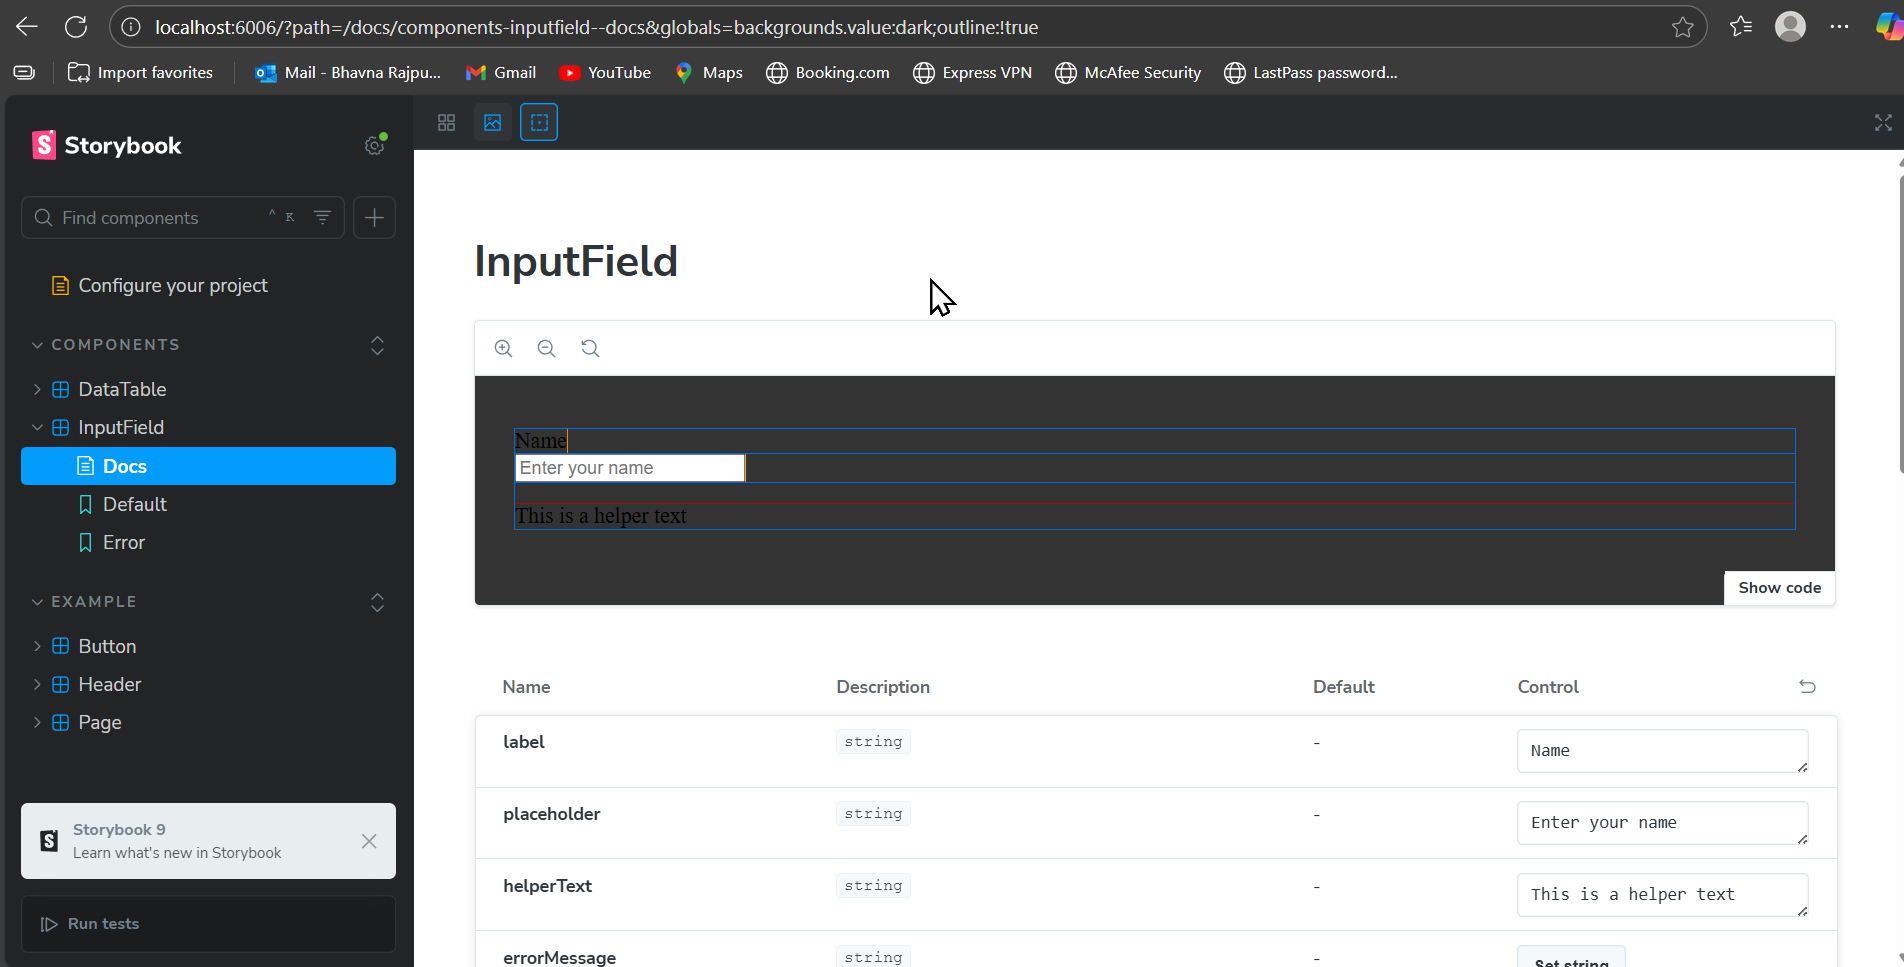 localhost:6006/?path=/docs/components-inputfield--docs&globals=backgrounds.value:dark;outline:!true
Import favorites
Mail - Bhavna Rajpu...
Gmail
YouTube
Maps
Booking.com
Express VPN
McAfee Security
LastPass password...
Storybook
Find components
^ K
Configure your project
COMPONENTS
DataTable
InputField
Docs
Default
Error
EXAMPLE
Button
Header
Page
Storybook 9
Learn what's new in Storybook
Run tests
InputField
Name
Enter your name
This is a helper text
Show code
Name Description Default Control
label string - Name
placeholder string - Enter your name
helperText string - This is a helper text
errorMessage string - Set string